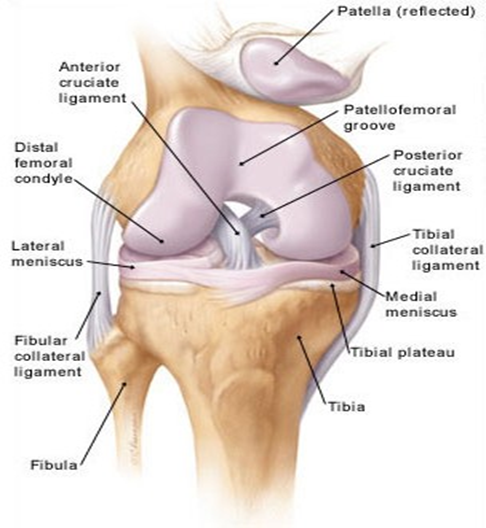 Patella (reflected)
Anterior
cruciate
ligament
Patellofemoral
groove
Distal
femoral
condyle
Posterior
cruciate
ligament
Lateral
meniscus
Tibial
collateral
ligament
Medial
meniscus
Fibular
collateral
ligament
Tibial plateau
Tibia
Fibula